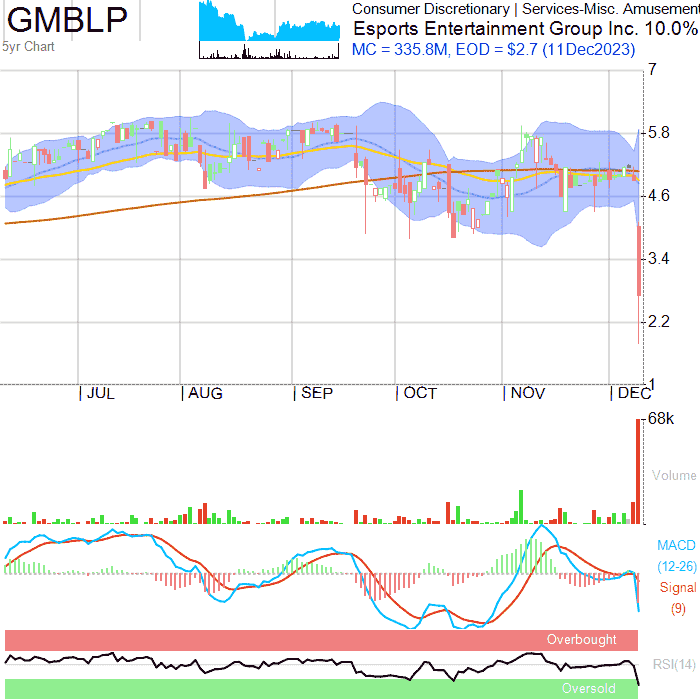 GMBLP
5yr Chart
Consumer Discretionary | Services-Misc. Amusement
Esports Entertainment Group Inc. 10.0%
MC = 335.8M, EOD = $2.7 (11Dec2023)
7
5.8
4.6
3.4
2.2
1
JUL AUG SEP OCT NOV DEC
68k
Volume
MACD
(12-26)
Signal
(9)
Overbought
RSI(14)
Oversold